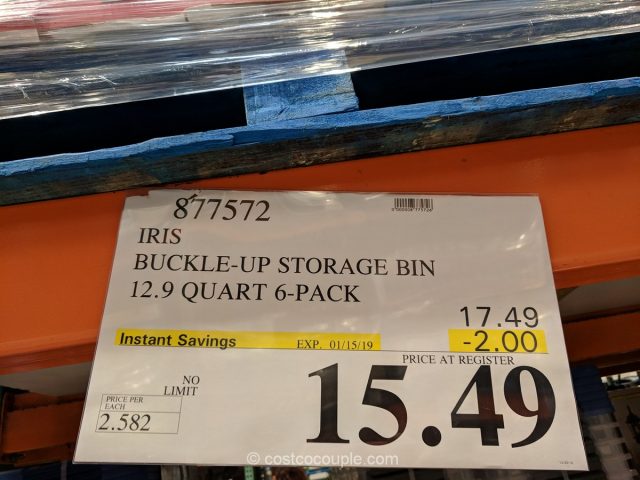 877572
IRIS
BUCKLE-UP STORAGE BIN
12.9 QUART 6-PACK
17.49
Instant Savings EXP. 01/15/19 -2.00
PRICE AT REGISTER
15.49
NO
LIMIT
PRICE PER
EACH
2.582
© costcocouple.com